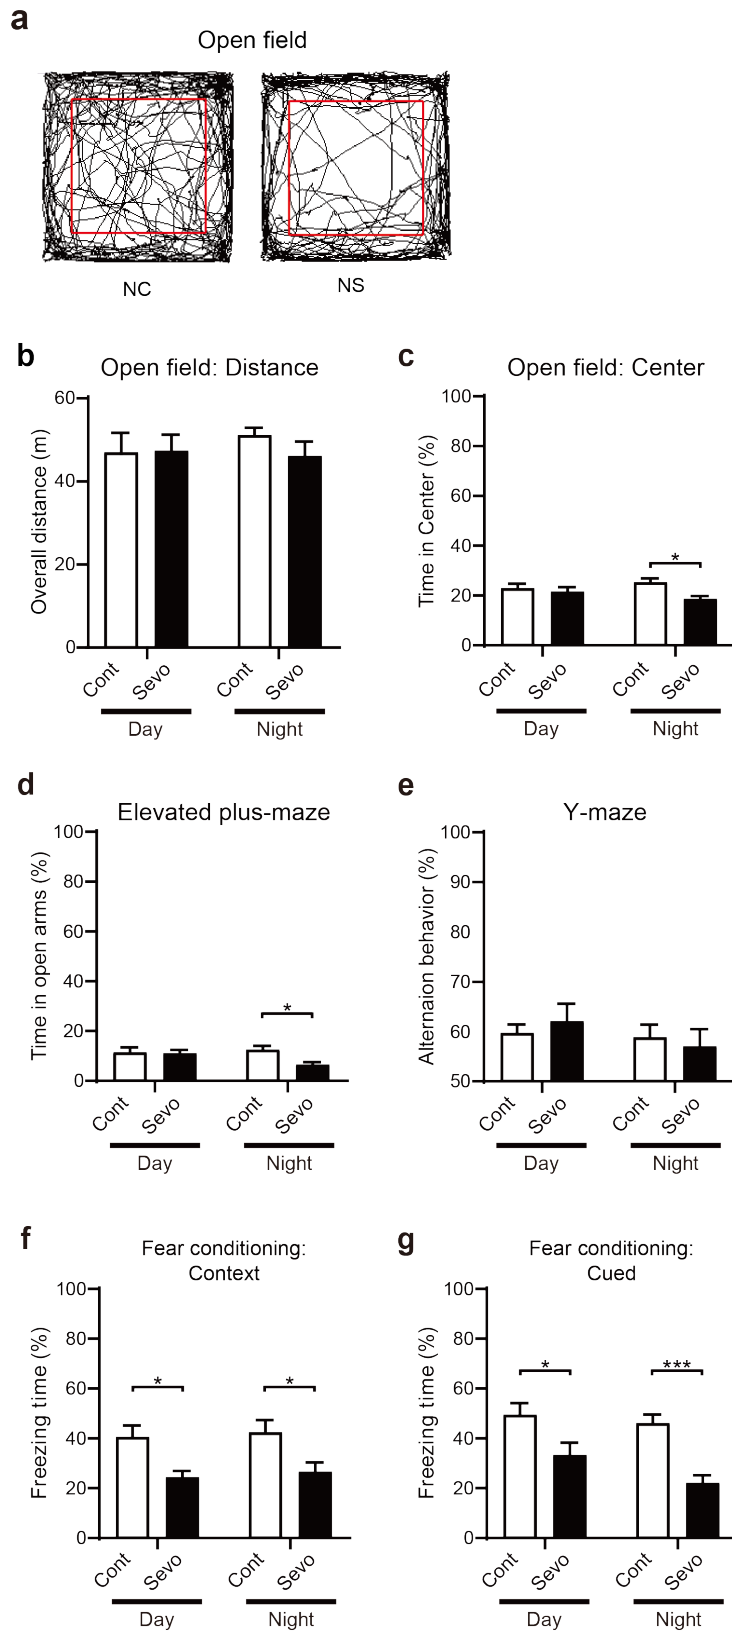 a
Open field
NC
NS
b
Open field: Distance
Overall distance (m)
60
40
20
0
Cont
Sevo
Cont
Sevo
Day
Night
c
Open field: Center
Time in Center (%)
100
80
60
40
20
0
*
Cont
Sevo
Cont
Sevo
Day
Night
d
Elevated plus-maze
Time in open arms (%)
100
80
60
40
20
0
*
Cont
Sevo
Cont
Sevo
Day
Night
e
Y-maze
Alternaion behavior (%)
100
90
80
70
60
50
Cont
Sevo
Cont
Sevo
Day
Night
f
Fear conditioning:
Context
Freezing time (%)
100
80
60
40
20
0
*
*
Cont
Sevo
Cont
Sevo
Day
Night
g
Fear conditioning:
Cued
Freezing time (%)
100
80
60
40
20
0
*
***
Cont
Sevo
Cont
Sevo
Day
Night